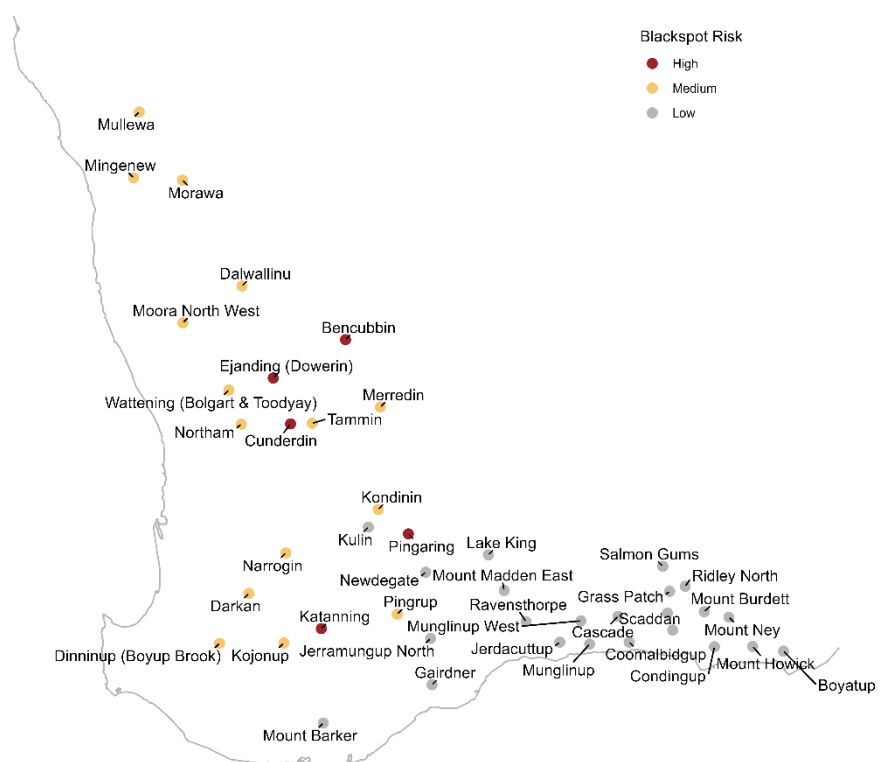 Blackspot Risk
High
Medium
Low
Mullewa
Mingenew
Morawa
Dalwallinu
Moora North West
Bencubbin
Ejanding (Dowerin)
Merredin
Wattening (Bolgart & Toodyay)
Tammin
Northam
Cunderdin
Kondinin
Kulin
Pingaring
Lake King
Salmon Gums
Narrogin
Newdegate
Mount Madden East
Ridley North
Darkan
Pingrup
Ravensthorpe
Grass Patch
Mount Burdett
Katanning
Munglinup West
Cascade
Scaddan
Mount Ney
Dinninup (Boyup Brook)
Kojonup
Jerramungup North
Jerdacuttup
Coomalbidgup
Mount Howick
Gairdner
Munglinup
Condingup
Boyatup
Mount Barker